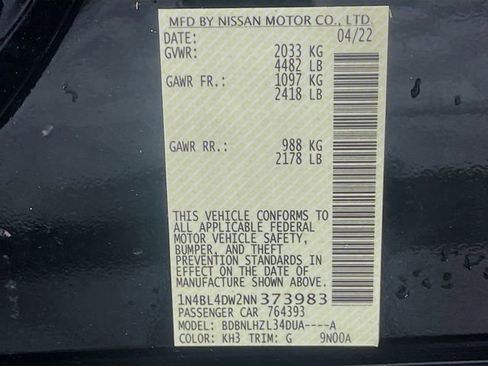 MFD BY NISSAN MOTOR CO., LTD.
DATE: 04/22
GVWR: 2033 KG
4482 LB
GAWR FR.: 1097 KG
2418 LB
GAWR RR.: 988 KG
2178 LB
THIS VEHICLE CONFORMS TO
ALL APPLICABLE FEDERAL
MOTOR VEHICLE SAFETY,
BUMPER, AND THEFT
PREVENTION STANDARDS
IN EFFECT ON THE DATE OF
MANUFACTURE SHOWN ABOVE.
1N4BL4DW2NN373983
PASSENGER CAR 764393
MODEL: BDBNLHZL34DUA----A
COLOR: KH3 TRIM: G 9N00A